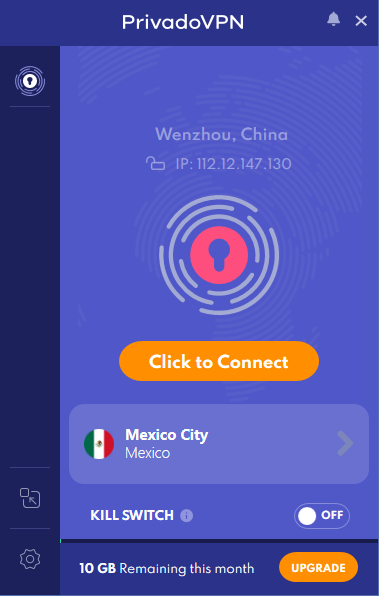 PrivadoVPN
Wenzhou, China
IP: 112.12.147.130
Click to Connect
Mexico City
Mexico
KILL SWITCH
OFF
10 GB Remaining this month
UPGRADE